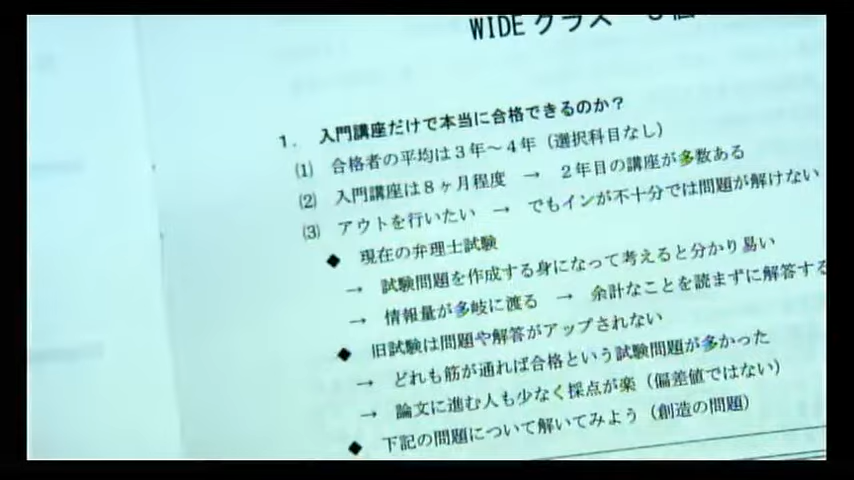 WIDEクラス
1. 入門講座だけで本当に合格できるのか？
(1) 合格者の平均は３年～４年（選択科目なし）
(2) 入門講座は８ヶ月程度 → ２年目の講座が多数ある
(3) アウトを行いたい → でもインが不十分では問題が解けない
◆ 現在の弁理士試験
→ 試験問題を作成する身になって考えると分かり易い
→ 情報量が多岐に渡る → 余計なことを読まずに解答する
◆ 旧試験は問題や解答がアップされない
→ どれも筋が通れば合格という試験問題が多かった
→ 論文に進む人も少なく採点が楽（偏差値ではない）
◆ 下記の問題について解いてみよう（創造の問題）